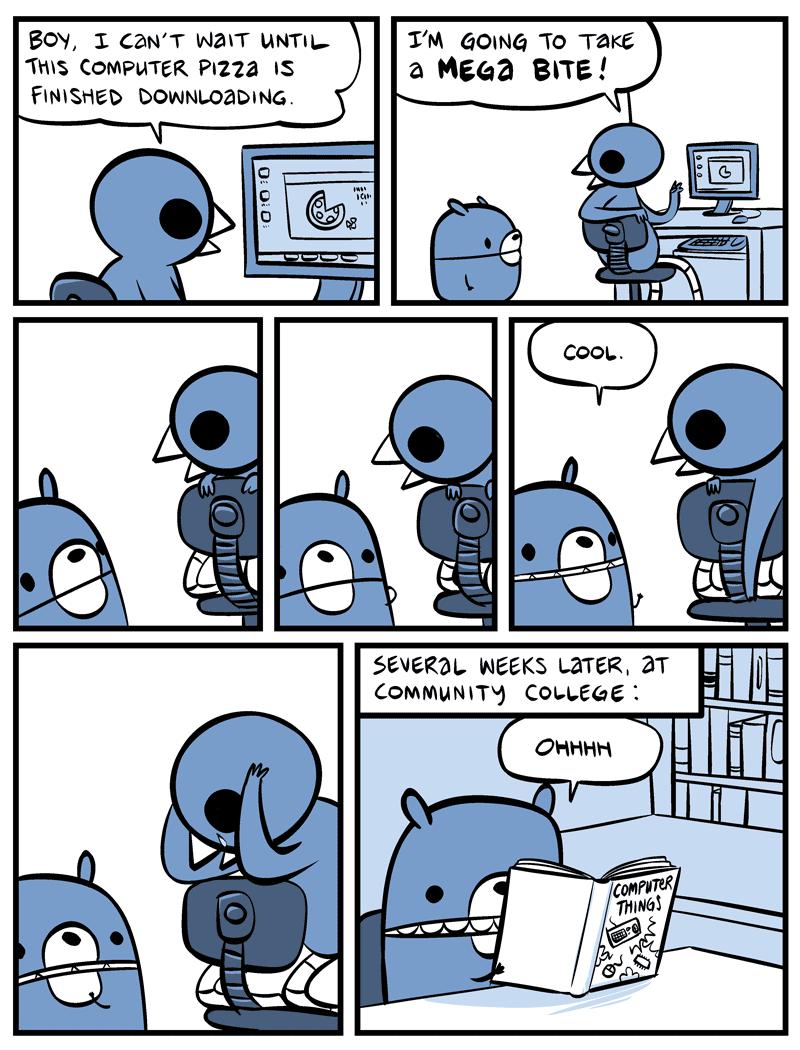 BOY, I CAN'T WAIT UNTIL
THIS COMPUTER PIZZA IS
FINISHED DOWNLOADING.
I'M GOING TO TAKE
A MEGA BITE!
COOL.
SEVERAL WEEKS LATER, AT
COMMUNITY COLLEGE:
OHHHH
COMPUTER
THINGS